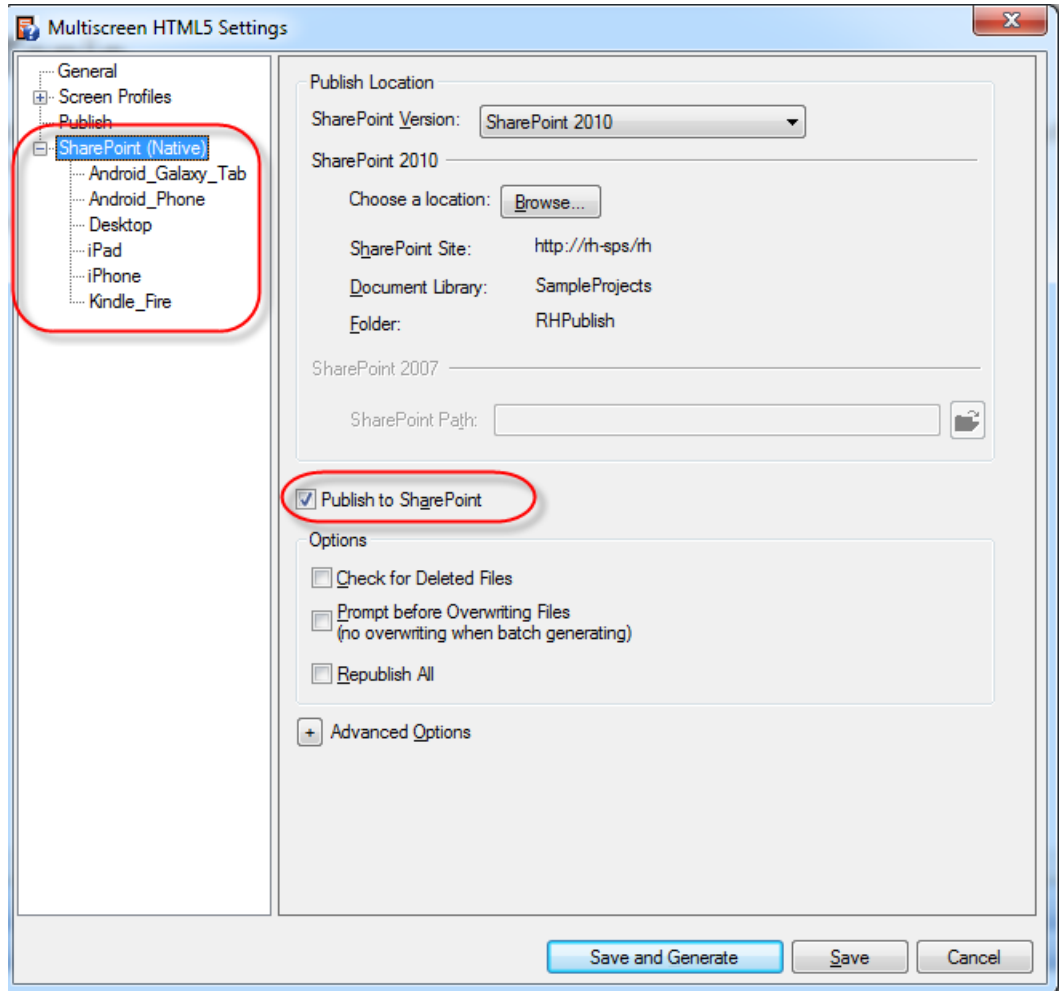 Multiscreen HTML5 Settings
General
Screen Profiles
Publish
SharePoint (Native)
Android_Galaxy_Tab
Android_Phone
Desktop
iPad
iPhone
Kindle_Fire
Publish Location
SharePoint Version: SharePoint 2010
SharePoint 2010
Choose a location: Browse...
SharePoint Site: http://rh-sps/rh
Document Library: SampleProjects
Folder: RHPublish
SharePoint 2007
SharePoint Path:
Publish to SharePoint
Options
Check for Deleted Files
Prompt before Overwriting Files
(no overwriting when batch generating)
Republish All
+ Advanced Options
Save and Generate Save Cancel